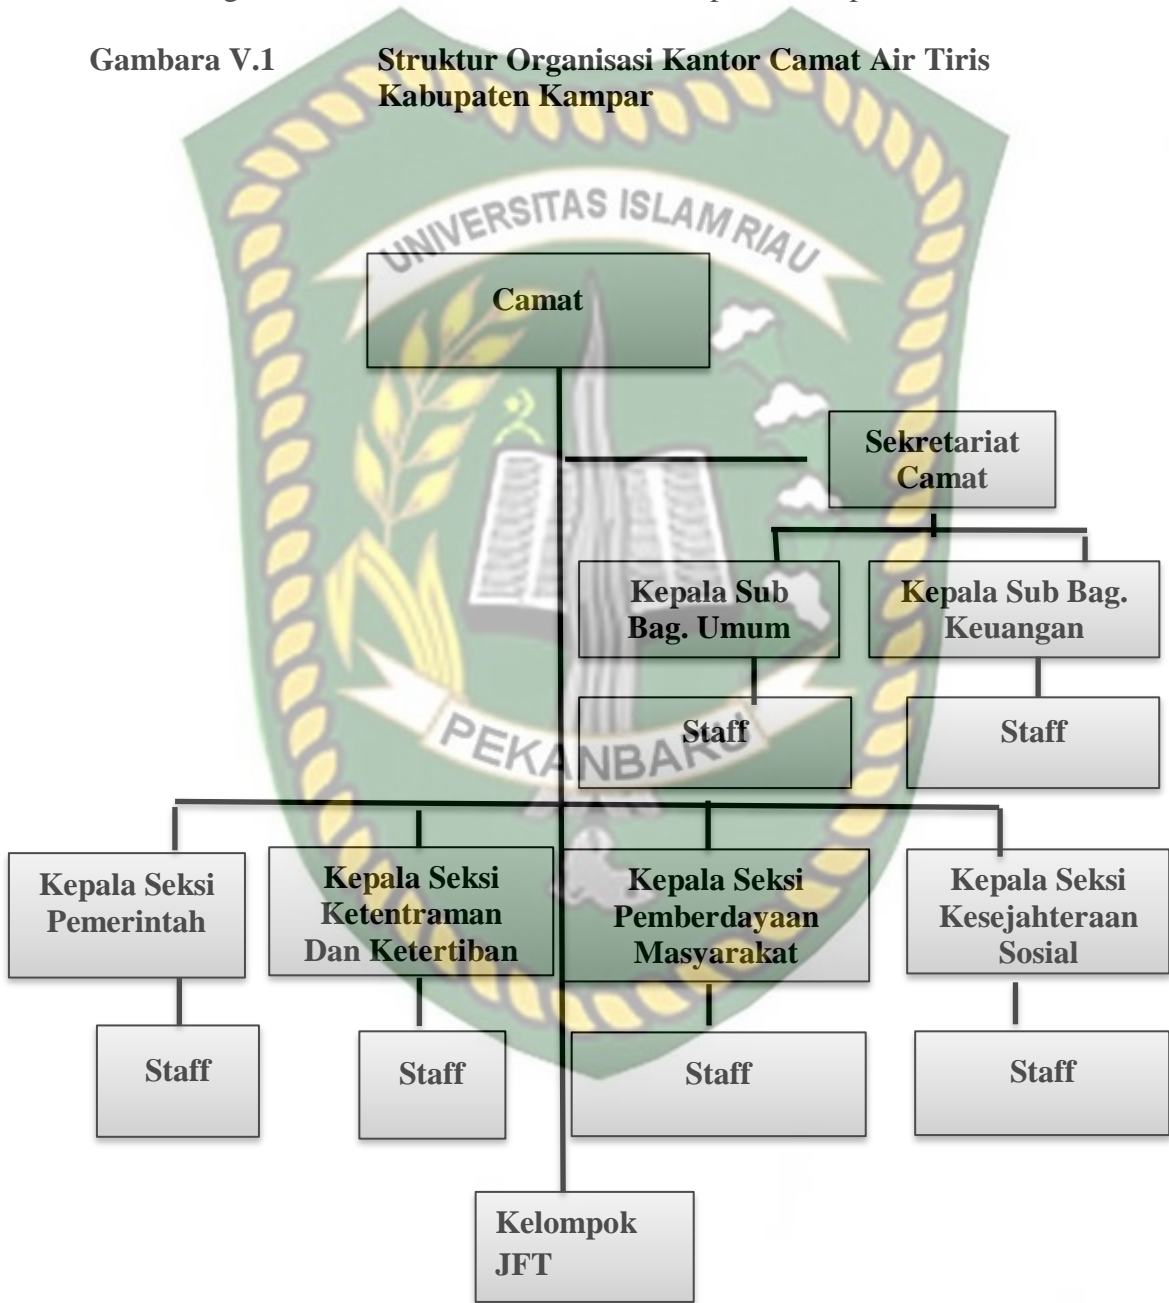 Gambara V.1 Struktur Organisasi Kantor Camat Air Tiris
Kabupaten Kampar
UNIVERSITAS ISLAM RIAU
Camat
Sekretariat
Camat
Kepala Sub
Bag. Umum
Kepala Sub Bag.
Keuangan
Staff
Staff
PEKANBARU
Kepala Seksi
Pemerintah
Kepala Seksi
Ketentraman
Dan Ketertiban
Kepala Seksi
Pemberdayaan
Masyarakat
Kepala Seksi
Kesejahteraan
Sosial
Staff
Staff
Staff
Staff
Kelompok
JFT